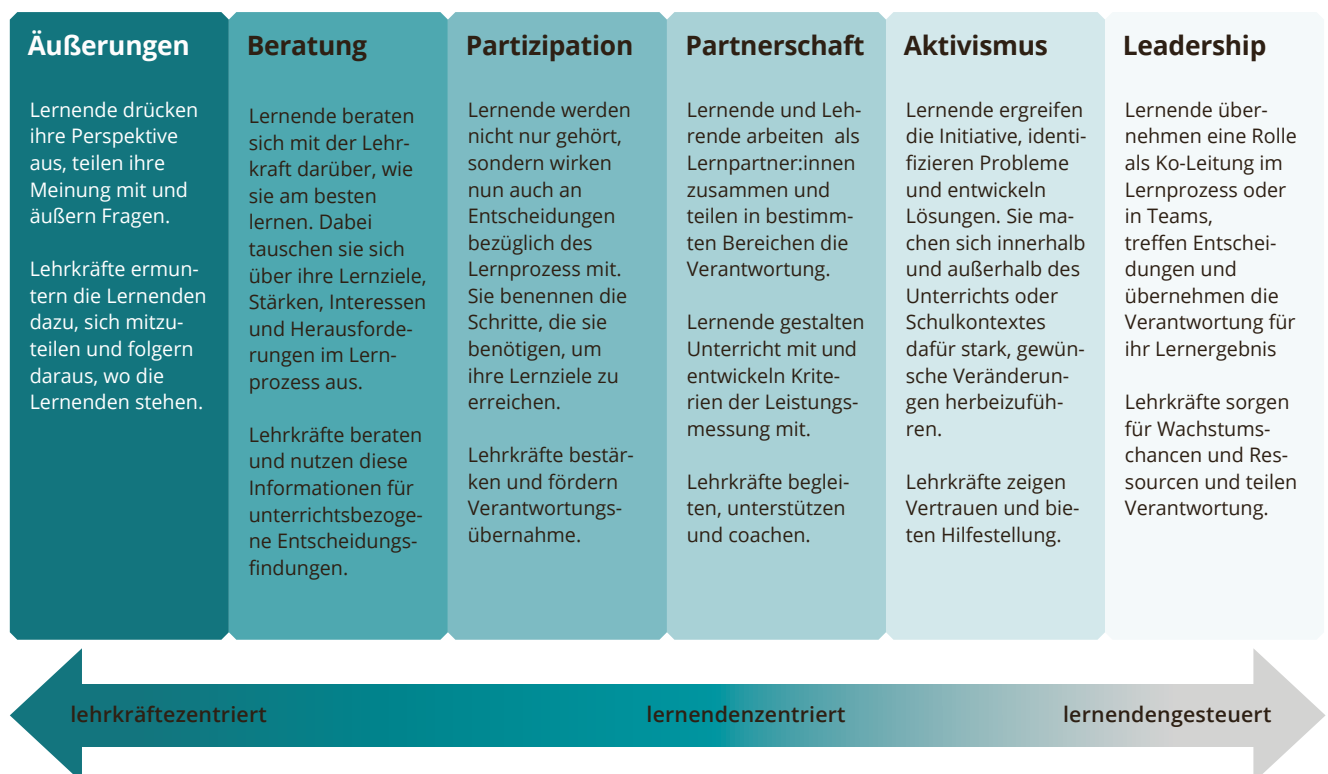 Äußerungen
Lernende drücken
ihre Perspektive
aus, teilen ihre
Meinung mit und
äußern Fragen.
Lehrkräfte ermun-
tern die Lernenden
dazu, sich mitzu-
teilen und folgern
daraus, wo die
Lernenden stehen.
Beratung
Lernende beraten
sich mit der Lehr-
kraft darüber, wie
sie am besten
lernen. Dabei
tauschen sie sich
über ihre Lernziele,
Stärken, Interessen
und Herausforde-
rungen im Lern-
prozess aus.
Lehrkräfte beraten
und nutzen diese
Informationen für
unterrichtsbezoge-
ne Entscheidungs-
findungen.
Partizipation
Lernende werden
nicht nur gehört,
sondern wirken
nun auch an
Entscheidungen
bezüglich des
Lernprozess mit.
Sie benennen die
Schritte, die sie
benötigen, um
ihre Lernziele zu
erreichen.
Lehrkräfte bestär-
ken und fördern
Verantwortungs-
übernahme.
Partnerschaft
Lernende und Leh-
rende arbeiten als
Lernpartner:innen
zusammen und
teilen in bestimm-
ten Bereichen die
Verantwortung.
Lernende gestalten
Unterricht mit und
entwickeln Krite-
rien der Leistungs-
messung mit.
Lehrkräfte beglei-
ten, unterstützen
und coachen.
Aktivismus
Lernende ergreifen
die Initiative, identi-
fizieren Probleme
und entwickeln
Lösungen. Sie ma-
chen sich innerhalb
und außerhalb des
Unterrichts oder
Schulkontextes
dafür stark, gewün-
sche Veränderun-
gen herbeizufüh-
ren.
Lehrkräfte zeigen
Vertrauen und bie-
ten Hilfestellung.
Leadership
Lernende über-
nehmen eine Rolle
als Ko-Leitung im
Lernprozess oder
in Teams,
treffen Entschei-
dungen und
übernehmen die
Verantwortung für
ihr Lernergebnis
Lehrkräfte sorgen
für Wachstums-
chancen und Res-
sourcen und teilen
Verantwortung.
lehrkräftezentriert
lernendenzentriert
lernendengesteuert